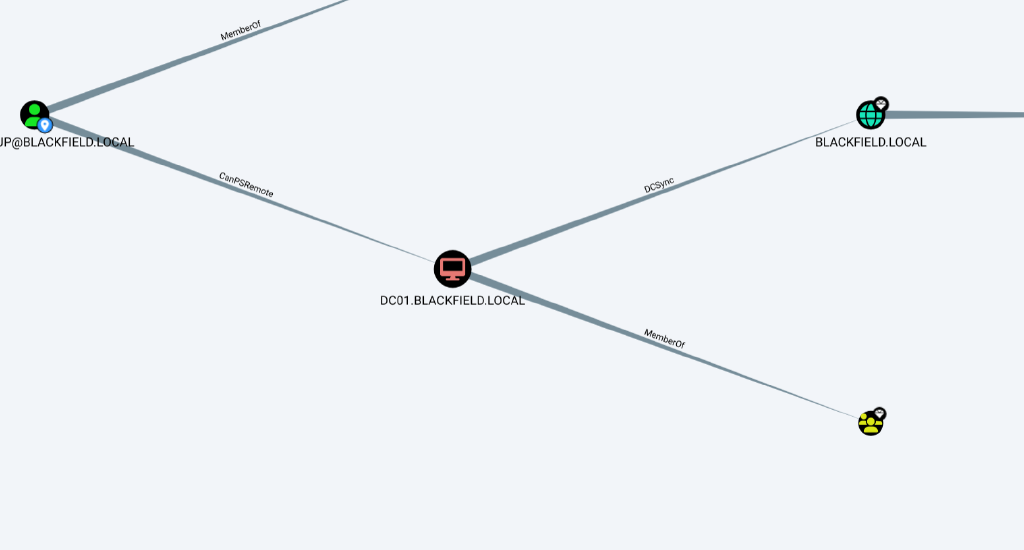 MemberOf
JP@BLACKFIELD.LOCAL
BLACKFIELD.LOCAL
CanPSRemote
DCSync
DC01.BLACKFIELD.LOCAL
MemberOf